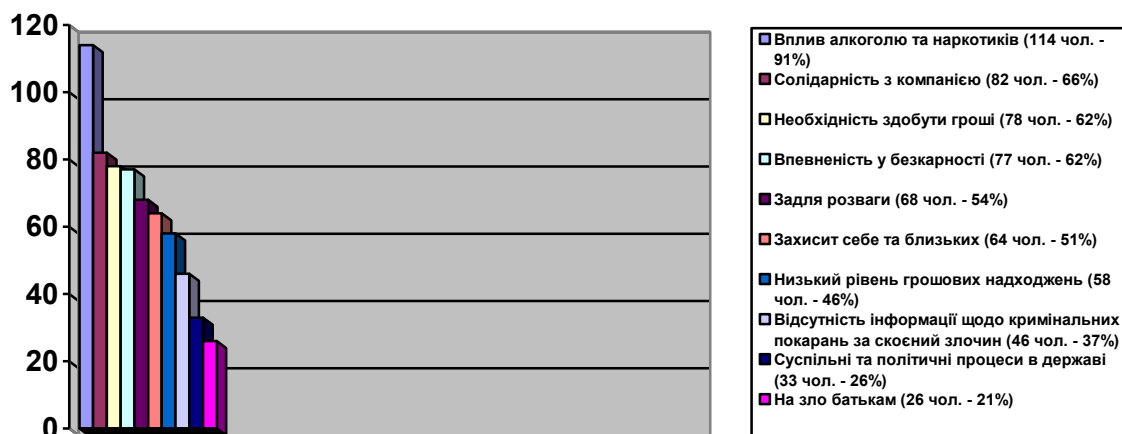 120
100
80
60
40
20
0
Вплив алкоголю та наркотиків (114 чол. -
91%)
Солідарність з компанією (82 чол. - 66%)
Необхідність здобути гроші (78 чол. - 62%)
Впевненість у безкарності (77 чол. - 62%)
Задля розваги (68 чол. - 54%)
Захисит себе та близьких (64 чол. - 51%)
Низький рівень грошових надходжень (58
чол. - 46%)
Відсутність інформації щодо кримінальних
покарань за скоєний злочин (46 чол. - 37%)
Суспільні та політичні процеси в державі
(33 чол. - 26%)
На зло батькам (26 чол. - 21%)